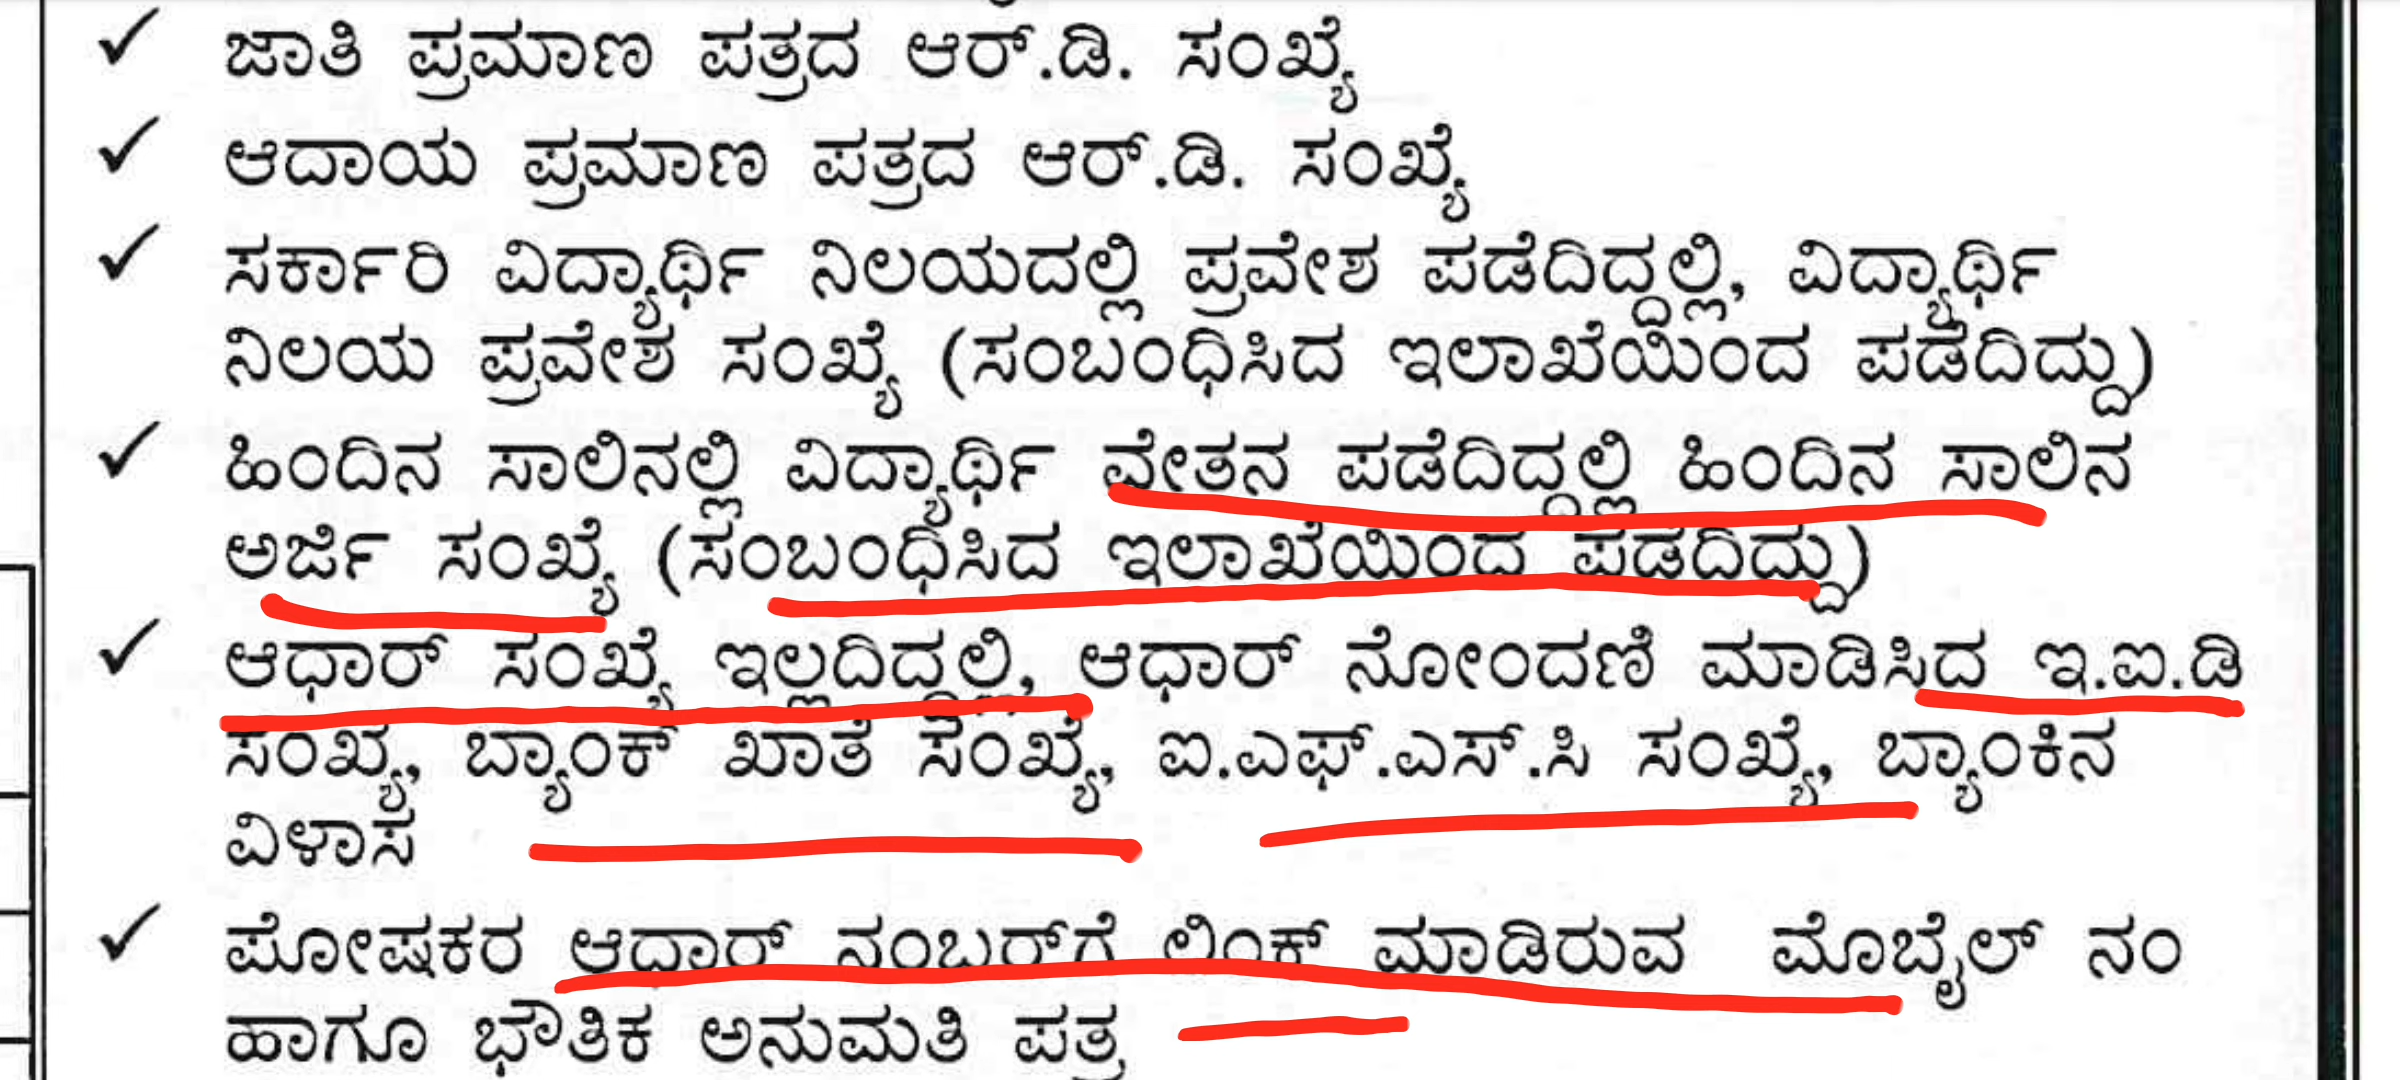 ✓ ಜಾತಿ ಪ್ರಮಾಣ ಪತ್ರದ ಆರ್.ಡಿ. ಸಂಖ್ಯೆ
✓ ಆದಾಯ ಪ್ರಮಾಣ ಪತ್ರದ ಆರ್.ಡಿ. ಸಂಖ್ಯೆ
✓ ಸರ್ಕಾರಿ ವಿದ್ಯಾರ್ಥಿ ನಿಲಯದಲ್ಲಿ ಪ್ರವೇಶ ಪಡೆದಿದ್ದಲ್ಲಿ, ವಿದ್ಯಾರ್ಥಿ
ನಿಲಯ ಪ್ರವೇಶ ಸಂಖ್ಯೆ (ಸಂಬಂಧಿಸಿದ ಇಲಾಖೆಯಿಂದ ಪಡೆದಿದ್ದು)
✓ ಹಿಂದಿನ ಸಾಲಿನಲ್ಲಿ ವಿದ್ಯಾರ್ಥಿ ವೇತನ ಪಡೆದಿದ್ದಲ್ಲಿ ಹಿಂದಿನ ಸಾಲಿನ
ಅರ್ಜಿ ಸಂಖ್ಯೆ (ಸಂಬಂಧಿಸಿದ ಇಲಾಖೆಯಿಂದ ಪಡೆದಿದ್ದು)
✓ ಆಧಾರ್ ಸಂಖ್ಯೆ ಇಲ್ಲದಿದ್ದಲ್ಲಿ, ಆಧಾರ್ ನೋಂದಣಿ ಮಾಡಿಸಿದ ಇ.ಐ.ಡಿ
ಸಂಖ್ಯೆ, ಬ್ಯಾಂಕ್ ಖಾತೆ ಸಂಖ್ಯೆ, ಐ.ಎಫ್.ಎಸ್.ಸಿ ಸಂಖ್ಯೆ, ಬ್ಯಾಂಕಿನ
ವಿಳಾಸ
✓ ಪೋಷಕರ ಆದಾರ್ ನಂಬರ್‌ಗೆ ಲಿಂಕ್ ಮಾಡಿರುವ ಮೊಬೈಲ್ ನಂ
ಹಾಗೂ ಭೌತಿಕ ಅನುಮತಿ ಪತ್ರ